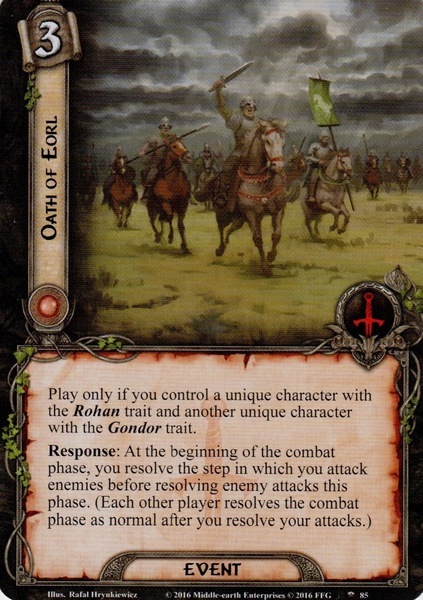 3
OATH OF EORL
Play only if you control a unique character with
the Rohan trait and another unique character
with the Gondor trait.
Response: At the beginning of the combat
phase, you resolve the step in which you attack
enemies before resolving enemy attacks this
phase. (Each other player resolves the combat
phase as normal after you resolve your attacks.)
EVENT
Illus. Rafał Hrynkiewicz © 2016 Middle-earth Enterprises © 2016 FFG 85